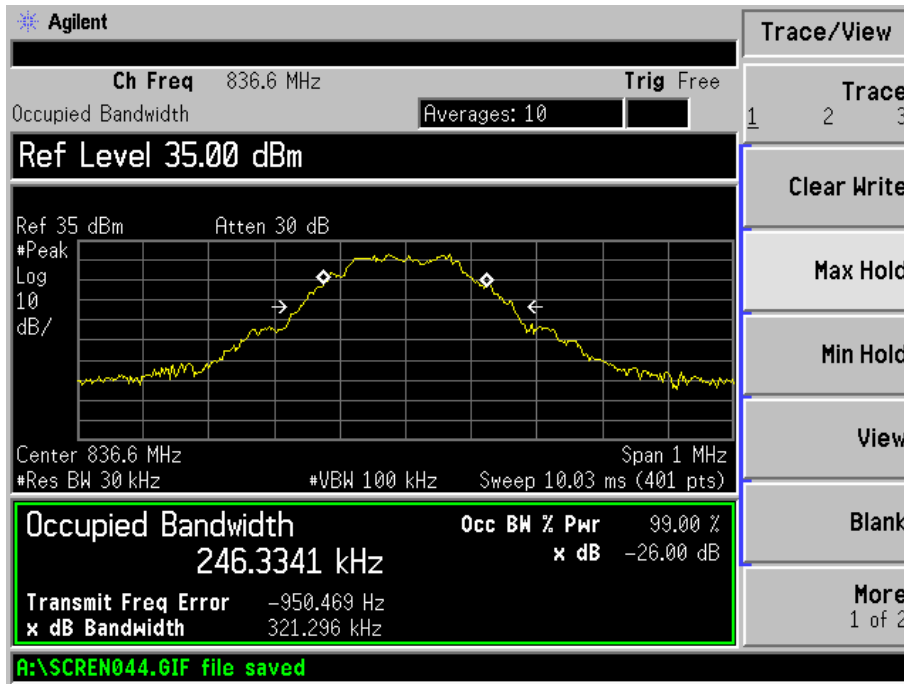 Agilent
Trace/View
Ch Freq 836.6 MHz Trig Free
Occupied Bandwidth Averages: 10
Ref Level 35.00 dBm
Ref 35 dBm Atten 30 dB
#Peak
Log
10
dB/
Center 836.6 MHz Span 1 MHz
#Res BW 30 kHz #VBW 100 kHz Sweep 10.03 ms (401 pts)
Occupied Bandwidth Occ BW % Pwr 99.00 %
246.3341 kHz x dB -26.00 dB
Transmit Freq Error -950.469 Hz
x dB Bandwidth 321.296 kHz
A:\SCREN044.GIF file saved
Trace
1 2 3
Clear Write
Max Hold
Min Hold
View
Blank
More
1 of 2